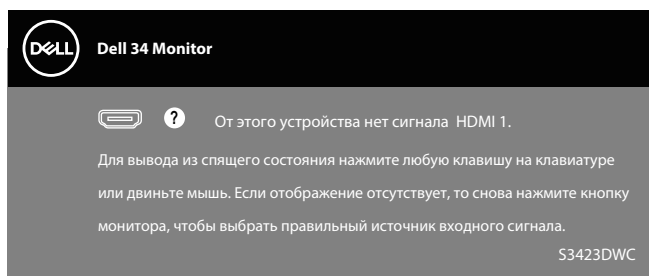 DELL
Dell 34 Monitor
? От этого устройства нет сигнала HDMI 1.
Для вывода из спящего состояния нажмите любую клавишу на клавиатуре
или двиньте мышь. Если отображение отсутствует, то снова нажмите кнопку
монитора, чтобы выбрать правильный источник входного сигнала.
S3423DWC